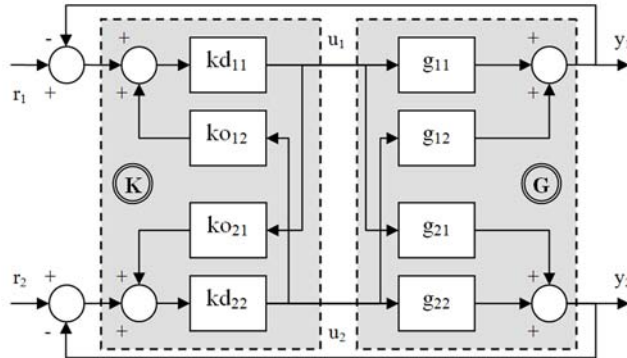 - + kd₁₁ u₁ g₁₁ + y₁
r₁ + + +
ko₁₂ g₁₂
K G
ko₂₁ g₂₁
r₂ + + + y₂
- + kd₂₂ u₂ g₂₂ +